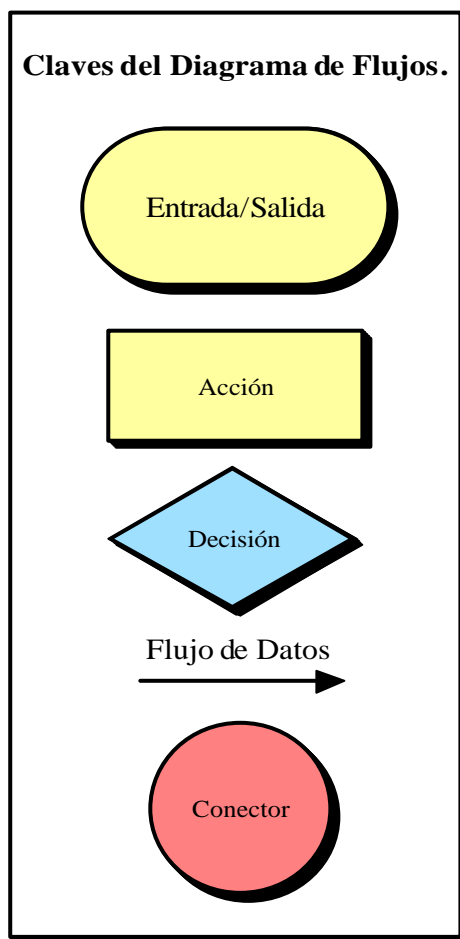 Claves del Diagrama de Flujos.
Entrada/Salida
Acción
Decisión
Flujo de Datos
Conector